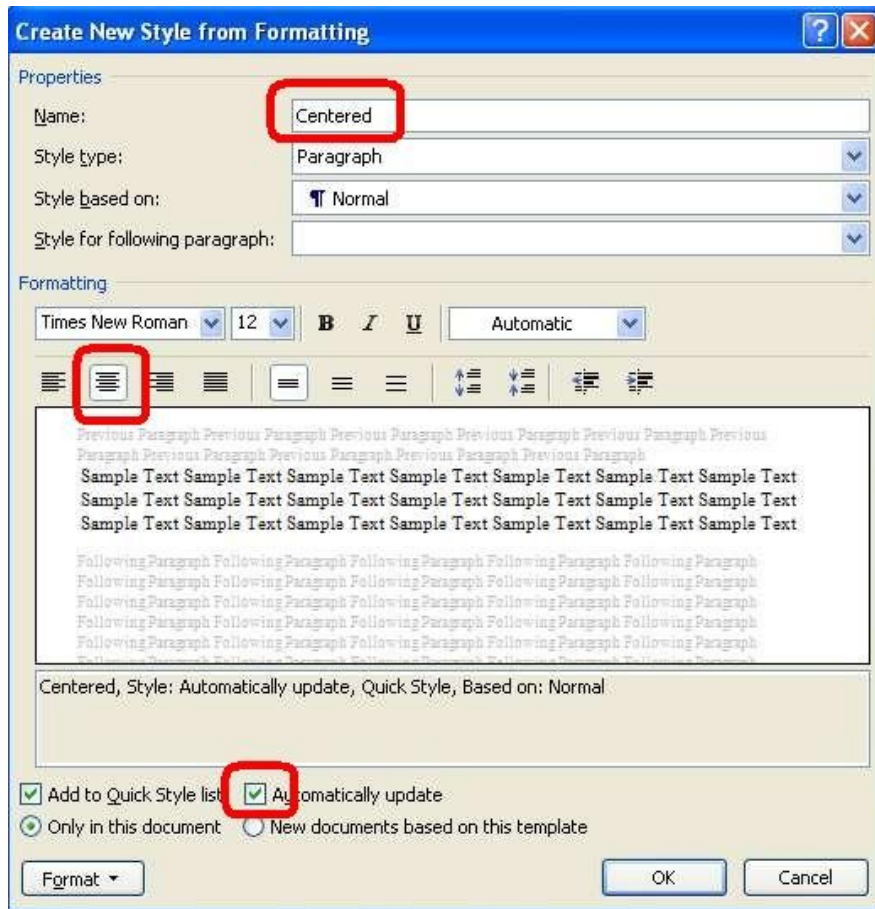 Create New Style from Formatting
Properties
Name: Centered
Style type: Paragraph
Style based on: ¶ Normal
Style for following paragraph:
Formatting
Times New Roman 12 B I U Automatic
Previous Paragraph Previous Paragraph Previous Paragraph Previous Paragraph Previous Paragraph Previous
Paragraph Previous Paragraph Previous Paragraph Previous Paragraph Previous Paragraph
Sample Text Sample Text Sample Text Sample Text Sample Text Sample Text Sample Text
Sample Text Sample Text Sample Text Sample Text Sample Text Sample Text Sample Text
Sample Text Sample Text Sample Text Sample Text Sample Text Sample Text Sample Text
Following Paragraph Following Paragraph Following Paragraph Following Paragraph Following Paragraph
Following Paragraph Following Paragraph Following Paragraph Following Paragraph Following Paragraph
Following Paragraph Following Paragraph Following Paragraph Following Paragraph Following Paragraph
Following Paragraph Following Paragraph Following Paragraph Following Paragraph Following Paragraph
Following Paragraph Following Paragraph Following Paragraph Following Paragraph Following Paragraph
Centered, Style: Automatically update, Quick Style, Based on: Normal
Add to Quick Style list Automatically update
Only in this document New documents based on this template
Format OK Cancel